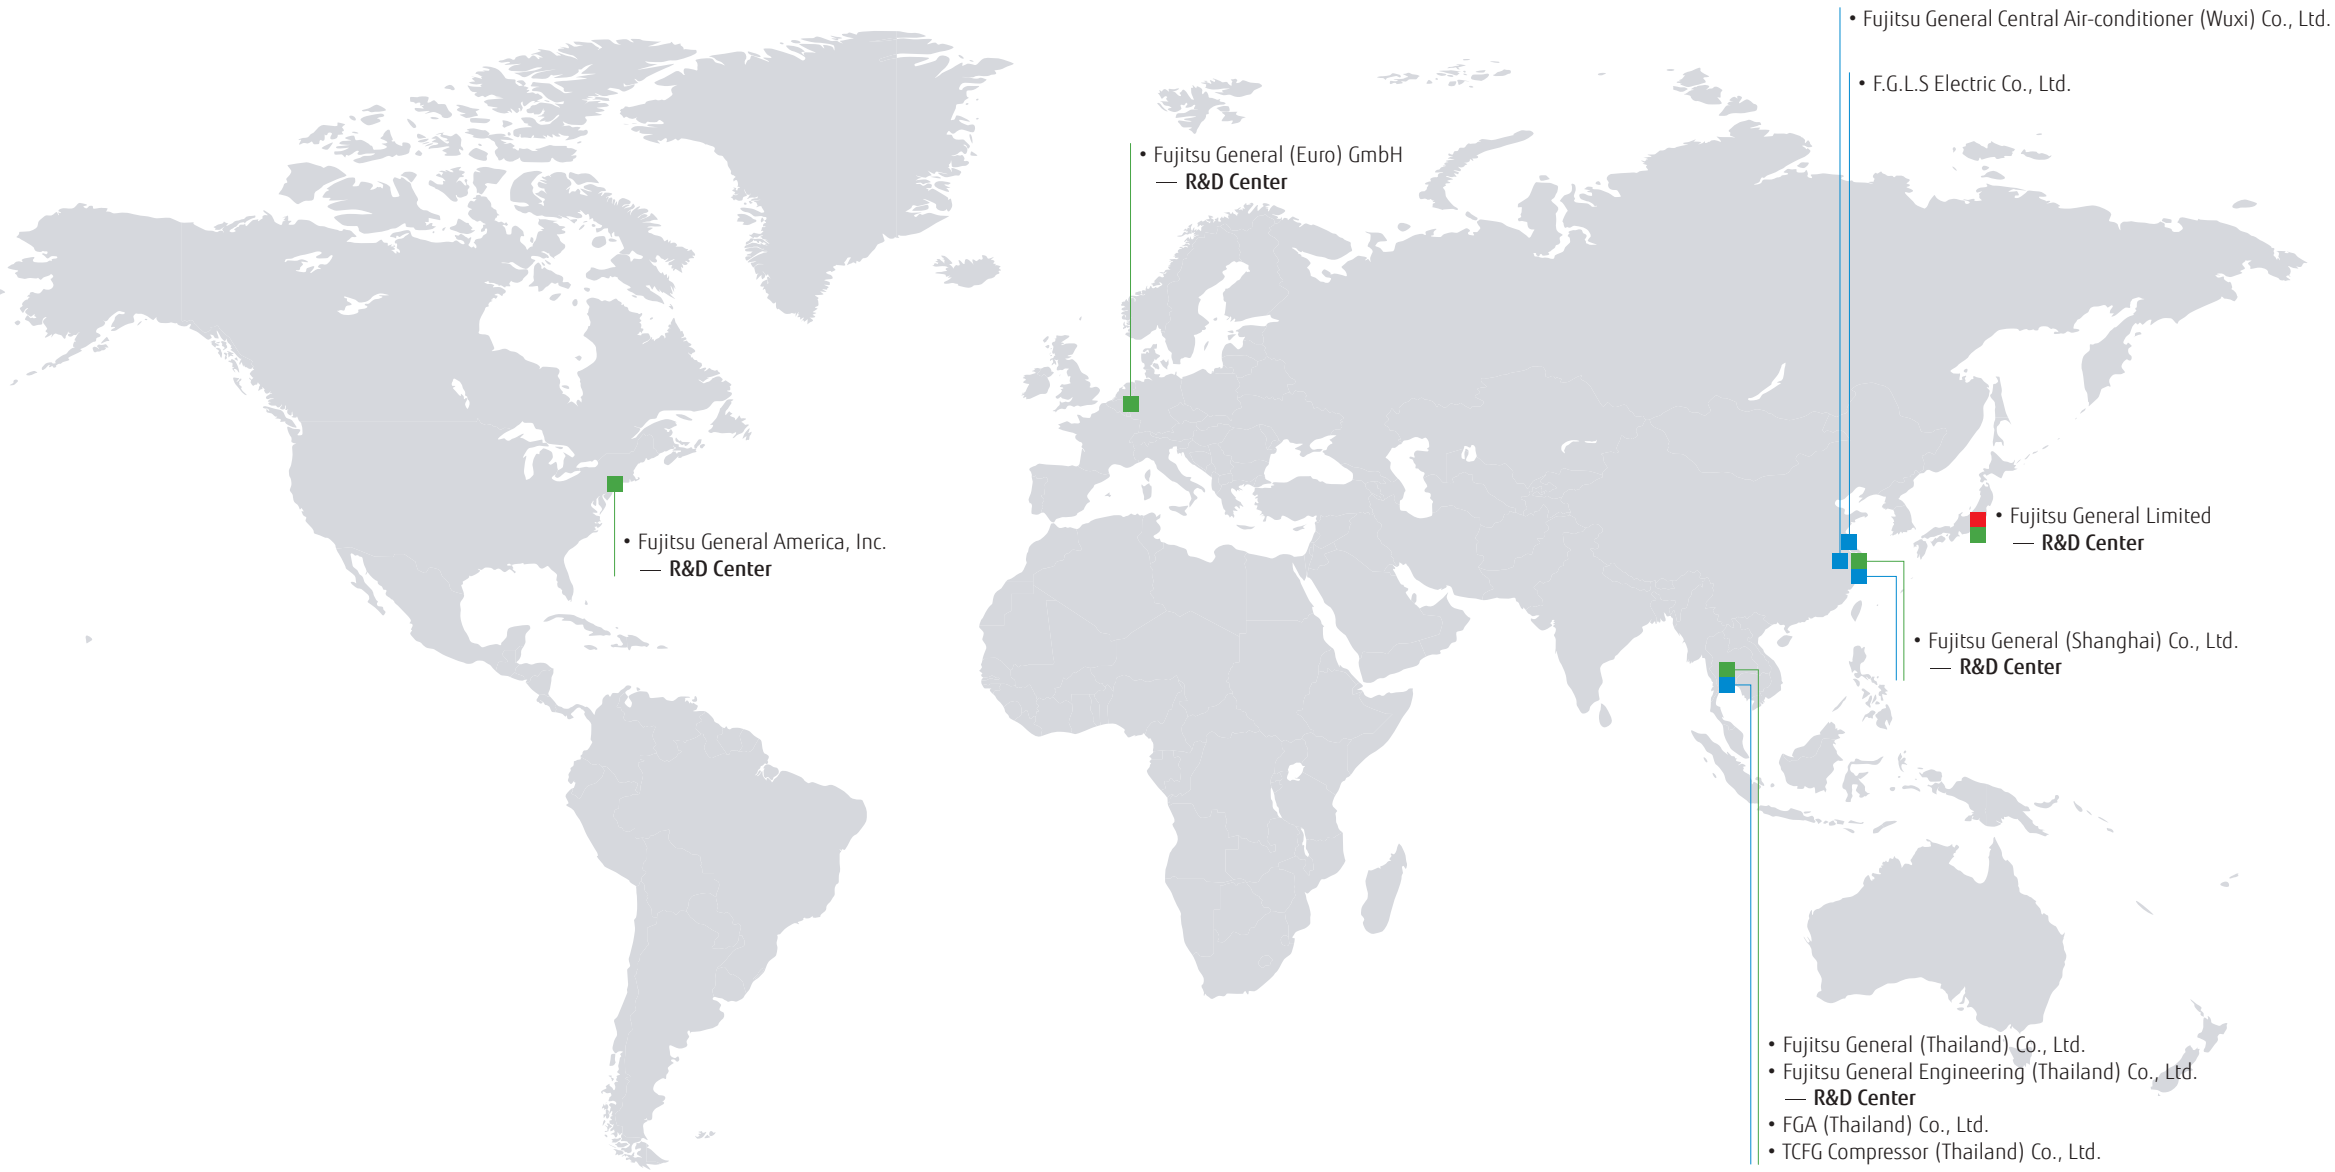 • Fujitsu General Central Air-conditioner (Wuxi) Co., Ltd.
• F.G.L.S Electric Co., Ltd.
• Fujitsu General (Euro) GmbH
— R&D Center
• Fujitsu General Limited
— R&D Center
• Fujitsu General America, Inc.
— R&D Center
• Fujitsu General (Shanghai) Co., Ltd.
— R&D Center
• Fujitsu General (Thailand) Co., Ltd.
• Fujitsu General Engineering (Thailand) Co., Ltd.
— R&D Center
• FGA (Thailand) Co., Ltd.
• TCFG Compressor (Thailand) Co., Ltd.